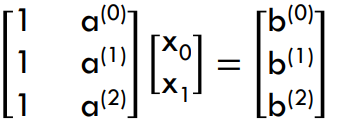 1 a(0) x0 b(0)
1 a(1) = b(1)
1 a(2) x1 b(2)